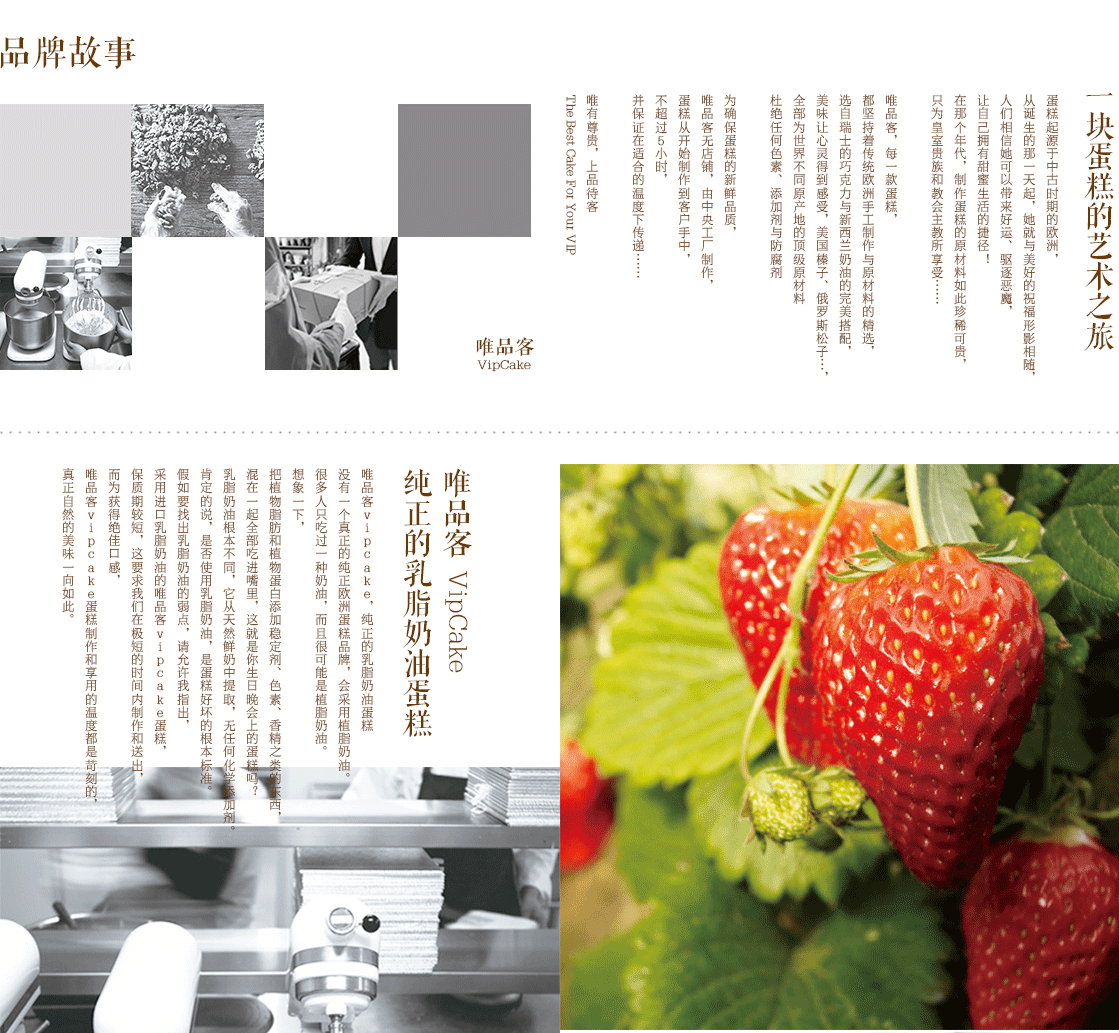 品牌故事
一块蛋糕的艺术之旅
蛋糕起源于中古时期的欧洲，
从诞生的那一天起，她就与美好的祝福形影相随，
人们相信她可以带来好运、驱逐恶魔，
让自己拥有甜蜜生活的捷径！
在那个年代，制作蛋糕的原材料如此珍稀可贵，
只为皇室贵族和教会主教所享受……
唯品客，每一款蛋糕，
都坚持着传统欧洲手工制作与原材料的精选，
选自瑞士的巧克力与新西兰奶油的完美搭配，
美味让心灵得到感受，美国榛子、俄罗斯松子…，
全部为世界不同原产地的顶级原材料
杜绝任何色素、添加剂与防腐剂
为确保蛋糕的新鲜品质，
唯品客无店铺，由中央工厂制作，
蛋糕从开始制作到客户手中，
不超过5小时，
并保证在适合的温度下传递……
唯有尊贵，上品待客
The Best Cake For Your VIP
唯品客
VipCake
唯品客 VipCake
纯正的乳脂奶油蛋糕
唯品客vipcake，纯正的乳脂奶油蛋糕
没有一个真正的纯正欧洲蛋糕品牌，会采用植脂奶油。
很多人只吃过一种奶油，而且很可能是植脂奶油。
想象一下，
把植物脂肪和植物蛋白添加稳定剂、色素、香精之类的东西，
混在一起全部吃进嘴里，这就是你生日晚会上的蛋糕吗？
乳脂奶油根本不同，它从天然鲜奶中提取，无任何化学添加剂。
肯定的说，是否使用乳脂奶油，是蛋糕好坏的根本标准。
假如要找出乳脂奶油的弱点，请允许我指出，
采用进口乳脂奶油的唯品客vipcake蛋糕，
保质期较短，这要求我们在极短的时间内制作和送出，
而为获得绝佳口感，
唯品客vipcake蛋糕制作和享用的温度都是苛刻的，
真正自然的美味一向如此。